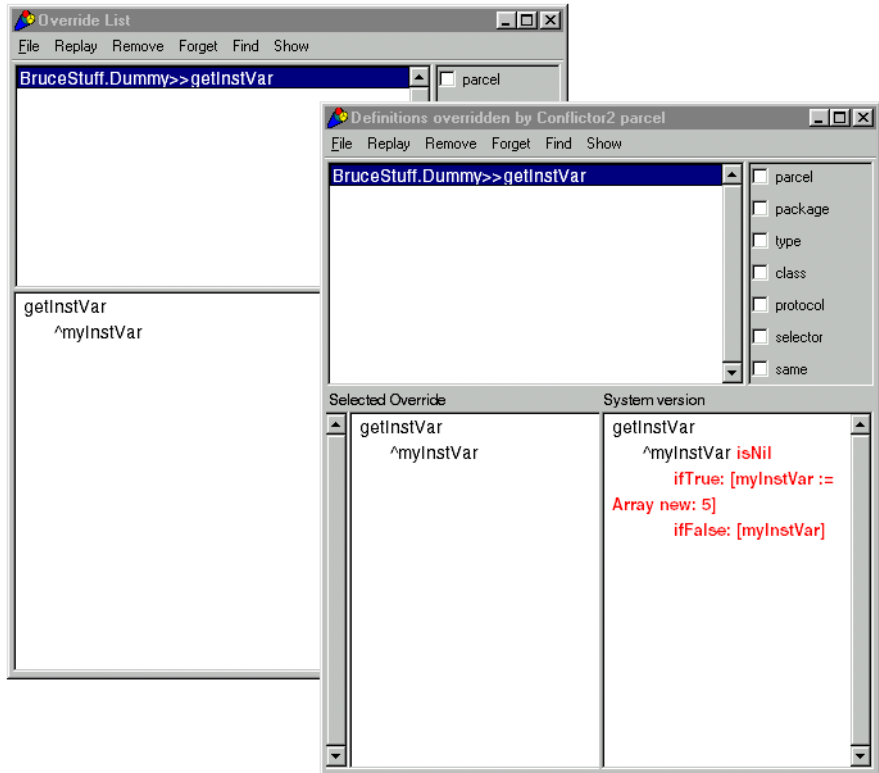 Override List
File Replay Remove Forget Find Show
BruceStuff.Dummy>>getInstVar
parcel
getInstVar
^myInstVar
Definitions overridden by Conflictor2 parcel
File Replay Remove Forget Find Show
BruceStuff.Dummy>>getInstVar
parcel
package
type
class
protocol
selector
same
Selected Override
System version
getInstVar
^myInstVar
getInstVar
^myInstVar isNil
ifTrue: [myInstVar :=
Array new: 5]
ifFalse: [myInstVar]